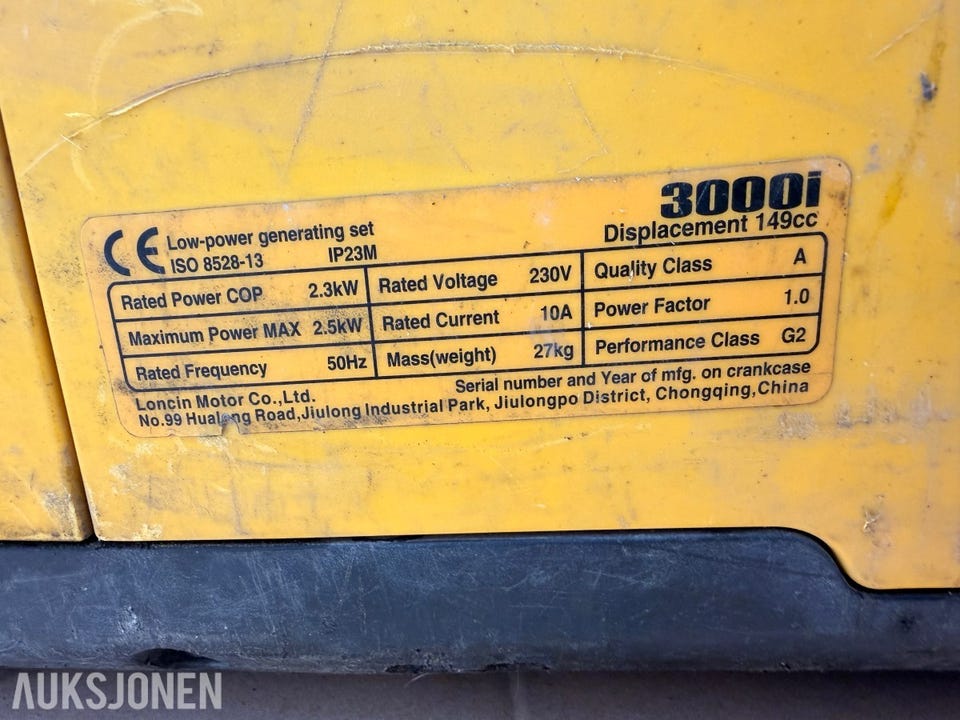 3000i
Displacement 149cc
CE Low-power generating set
ISO 8528-13 IP23M
Rated Power COP 2.3kW Rated Voltage 230V Quality Class A
Maximum Power MAX 2.5kW Rated Current 10A Power Factor 1.0
Rated Frequency 50Hz Mass(weight) 27kg Performance Class G2
Loncin Motor Co.,Ltd. Serial number and Year of mfg. on crankcase
No.99 Hualong Road,Jiulong Industrial Park, Jiulongpo District, Chongqing,China
AUKSJONEN